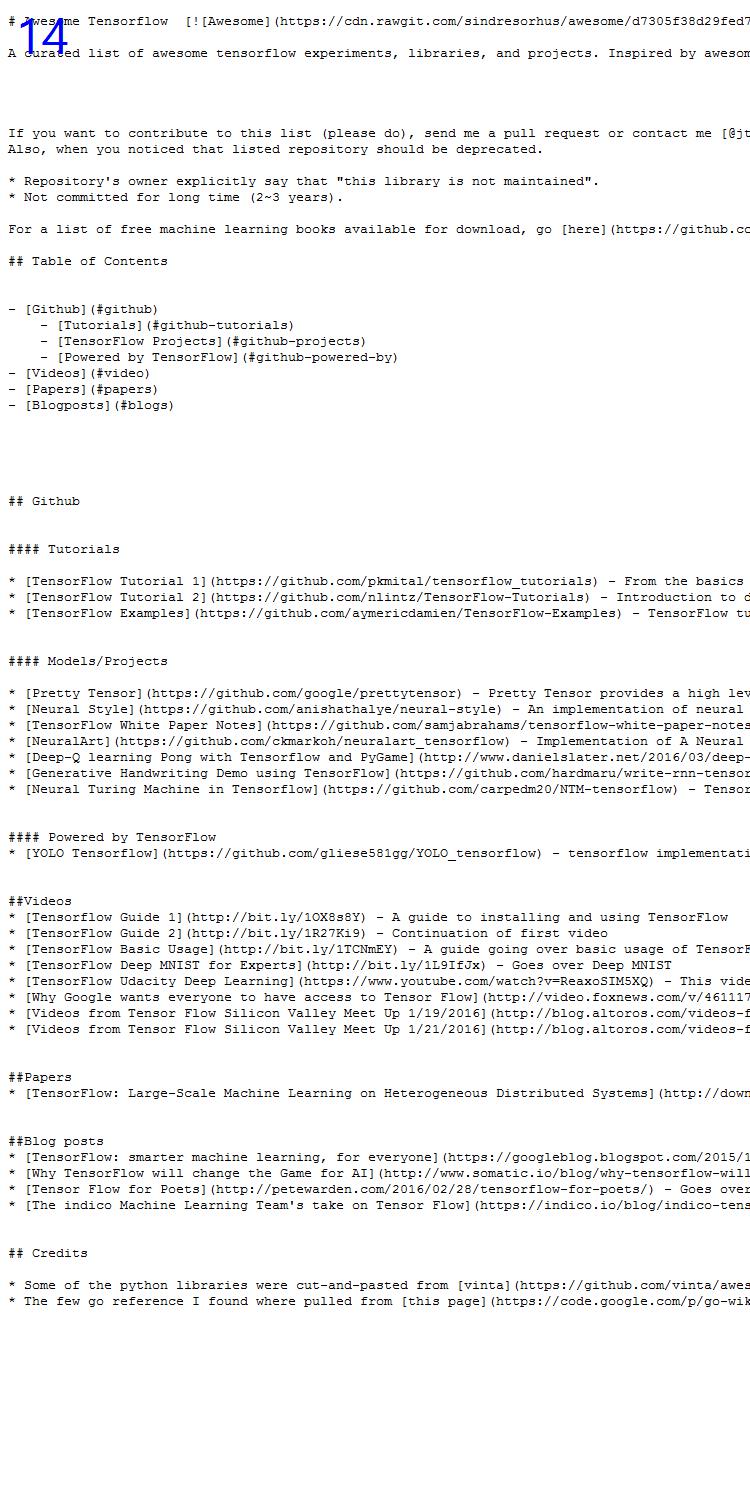 14
# Awesome Tensorflow  [![Awesome](https://cdn.rawgit.com/sindresorhus/awesome/d7305f38d29fed7
A curated list of awesome tensorflow experiments, libraries, and projects. Inspired by awesom
If you want to contribute to this list (please do), send me a pull request or contact me [@jt
Also, when you noticed that listed repository should be deprecated.
* Repository's owner explicitly say that "this library is not maintained".
* Not committed for long time (2~3 years).
For a list of free machine learning books available for download, go [here](https://github.co
## Table of Contents
- [Github](#github)
    - [Tutorials](#github-tutorials)
    - [TensorFlow Projects](#github-projects)
    - [Powered by TensorFlow](#github-powered-by)
- [Videos](#video)
- [Papers](#papers)
- [Blogposts](#blogs)
## Github
#### Tutorials
* [TensorFlow Tutorial 1](https://github.com/pkmital/tensorflow_tutorials) - From the basics
* [TensorFlow Tutorial 2](https://github.com/nlintz/TensorFlow-Tutorials) - Introduction to d
* [TensorFlow Examples](https://github.com/aymericdamien/TensorFlow-Examples) - TensorFlow tu
#### Models/Projects
* [Pretty Tensor](https://github.com/google/prettytensor) - Pretty Tensor provides a high lev
* [Neural Style](https://github.com/anishathalye/neural-style) - An implementation of neural
* [TensorFlow White Paper Notes](https://github.com/samjabrahams/tensorflow-white-paper-notes
* [NeuralArt](https://github.com/ckmarkoh/neuralart_tensorflow) - Implementation of A Neural
* [Deep-Q learning Pong with Tensorflow and PyGame](http://www.danielslater.net/2016/03/deep-
* [Generative Handwriting Demo using TensorFlow](https://github.com/hardmaru/write-rnn-tensor
* [Neural Turing Machine in Tensorflow](https://github.com/carpedm20/NTM-tensorflow) - Tensor
#### Powered by TensorFlow
* [YOLO Tensorflow](https://github.com/gliese581gg/YOLO_tensorflow) - tensorflow implementati
##Videos
* [Tensorflow Guide 1](http://bit.ly/1OX8s8Y) - A guide to installing and using TensorFlow
* [Tensorflow Guide 2](http://bit.ly/1R27Ki9) - Continuation of first video
* [Tensorflow Basic Usage](http://bit.ly/1TCNmEY) - A guide going over basic usage of TensorF
* [Tensorflow Deep MNIST for Experts](http://bit.ly/1L9IfJx) - Goes over Deep MNIST
* [Tensorflow Udacity Deep Learning](https://www.youtube.com/watch?v=ReaxoSIM5XQ) - This vide
* [Why Google wants everyone to have access to Tensor Flow](http://video.foxnews.com/v/461117
* [Videos from Tensor Flow Silicon Valley Meet Up 1/19/2016](http://blog.altoros.com/videos-f
* [Videos from Tensor Flow Silicon Valley Meet Up 1/21/2016](http://blog.altoros.com/videos-f
##Papers
* [TensorFlow: Large-Scale Machine Learning on Heterogeneous Distributed Systems](http://down
##Blog posts
* [TensorFlow: smarter machine learning, for everyone](https://googleblog.blogspot.com/2015/1
* [Why TensorFlow will change the Game for AI](http://www.somatic.io/blog/why-tensorflow-will
* [Tensor Flow for Poets](http://petewarden.com/2016/02/28/tensorflow-for-poets/) - Goes over
* [The indico Machine Learning Team's take on Tensor Flow](https://indico.io/blog/indico-tens
## Credits
* Some of the python libraries were cut-and-pasted from [vinta](https://github.com/vinta/awes
* The few go reference I found where pulled from [this page](https://code.google.com/p/go-wik